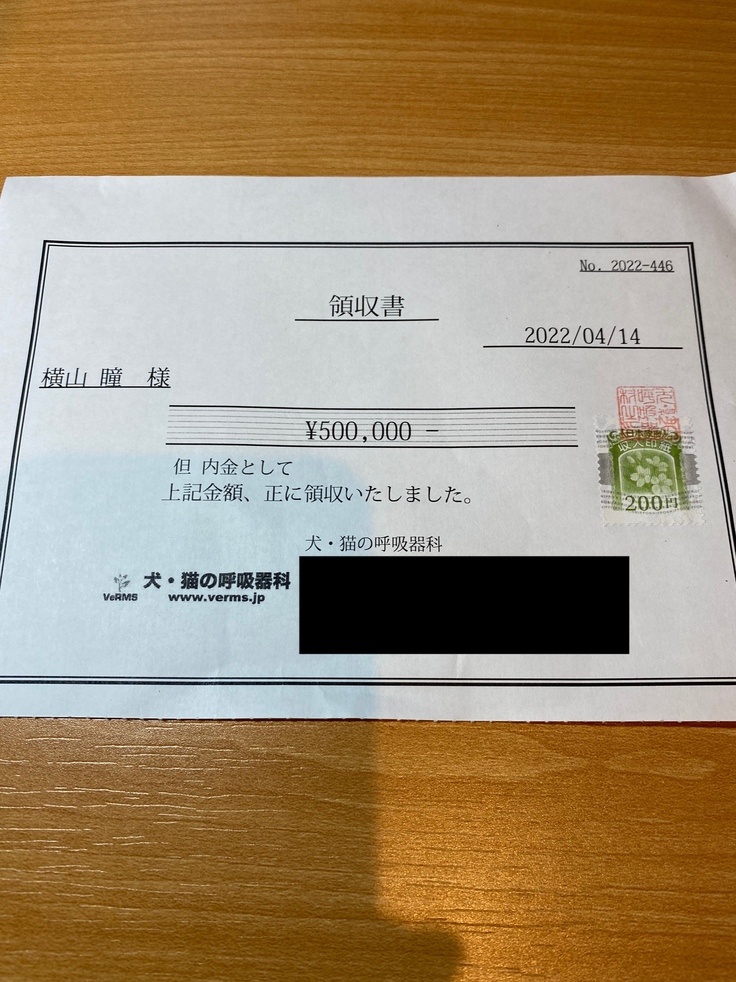 No. 2022-446
領収書
2022/04/14
横山 瞳 様
¥500,000 −
但 内金として
上記金額、正に領収いたしました。
収入印紙
200円
犬・猫の呼吸器科
VeRMS
犬・猫の呼吸器科
www.verms.jp